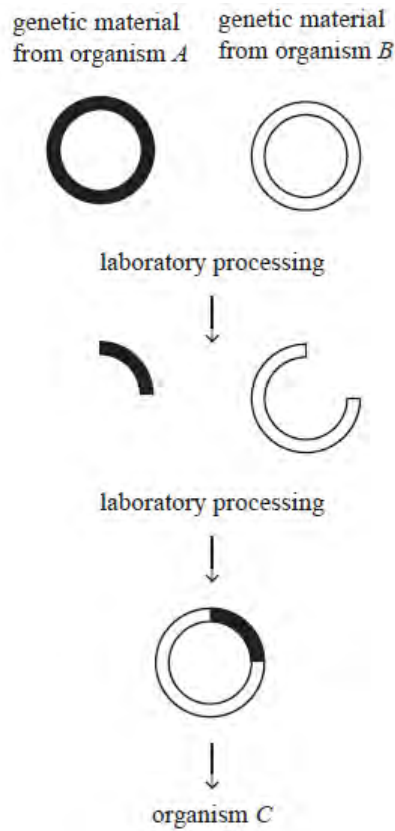 genetic material
from organism A
genetic material
from organism B
laboratory processing
laboratory processing
organism C